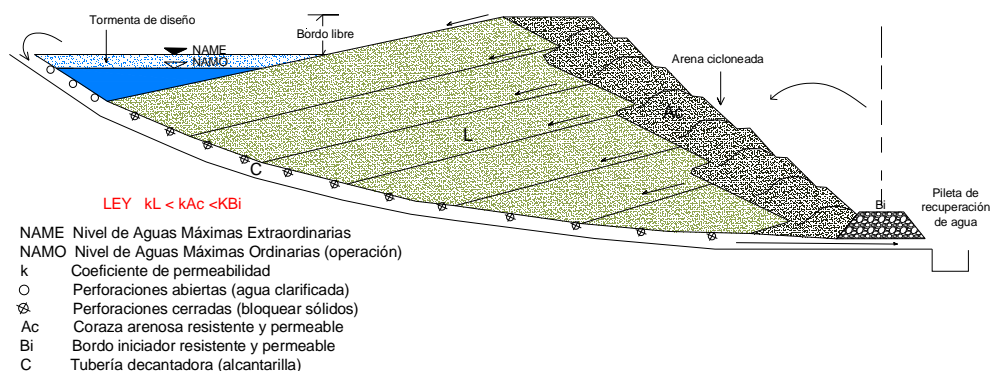 Tormenta de diseño
Bordo libre
NAME
NAMO
Arena cicloneada
Ac
L
C
Bi
Pileta de
recuperación
de agua
LEY kL < kAc <KBi
NAME Nivel de Aguas Máximas Extraordinarias
NAMO Nivel de Aguas Máximas Ordinarias (operación)
k Coeficiente de permeabilidad
Perforaciones abiertas (agua clarificada)
Perforaciones cerradas (bloquear sólidos)
Ac Coraza arenosa resistente y permeable
Bi Bordo iniciador resistente y permeable
C Tubería decantadora (alcantarilla)